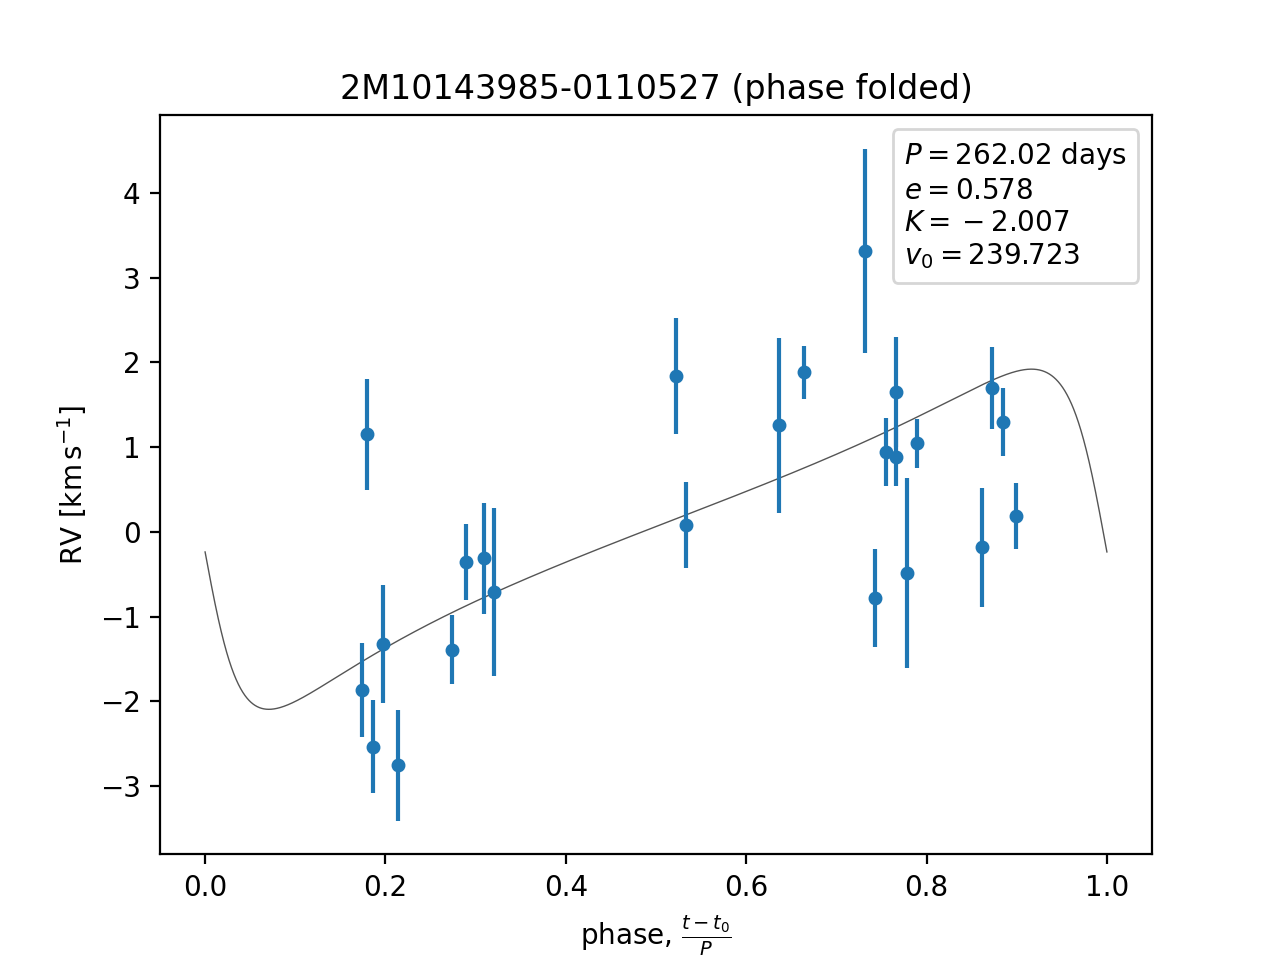 2M10143985-0110527 (phase folded)
P = 262.02 days
e = 0.578
K = −2.007
v₀ = 239.723
RV [km s⁻¹]
4
3
2
1
0
−1
−2
−3
0.0 0.2 0.4 0.6 0.8 1.0
phase, (t − t₀)/P